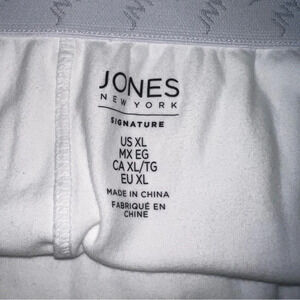 JONES
NEW YORK
SIGNATURE
US XL
MX EG
CA XL/TG
EU XL
MADE IN CHINA
FABRIQUÉ EN
CHINE